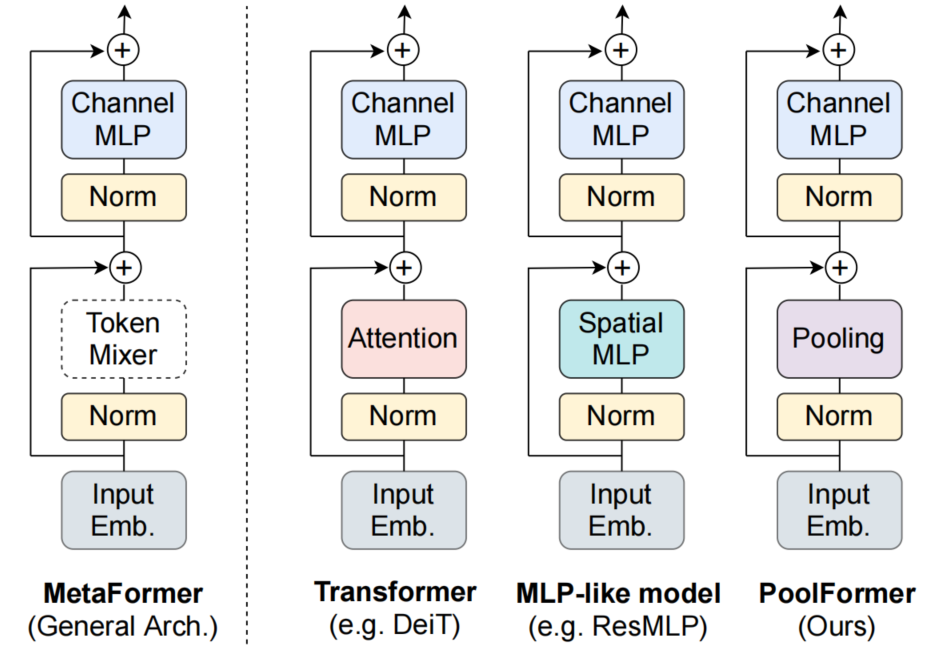 +
Channel
MLP
Norm
+
Token
Mixer
Norm
Input
Emb.
MetaFormer
(General Arch.)
+
Channel
MLP
Norm
+
Attention
Norm
Input
Emb.
Transformer
(e.g. DeiT)
+
Channel
MLP
Norm
+
Spatial
MLP
Norm
Input
Emb.
MLP-like model
(e.g. ResMLP)
+
Channel
MLP
Norm
+
Pooling
Norm
Input
Emb.
PoolFormer
(Ours)